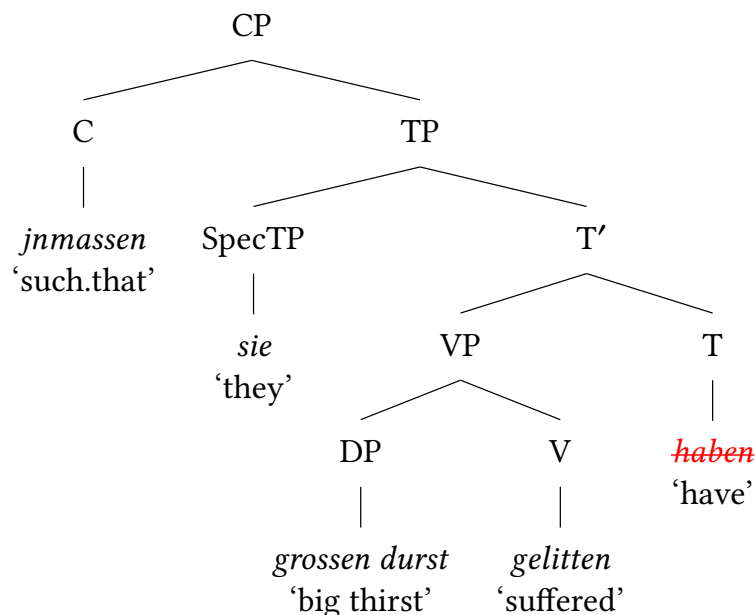 CP
C TP
jnmassen SpecTP T′
‘such.that’
sie VP T
‘they’
DP V haben
‘have’
grossen durst gelitten
‘big thirst’ ‘suffered’